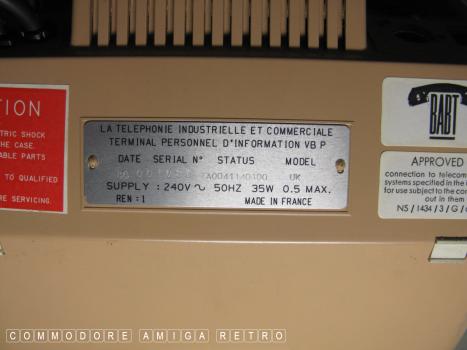 TION
TRIC SHOCK
THE CASE.
ABLE PARTS
TO QUALIFIED
RE SERVICING.
LA TELEPHONIE INDUSTRIELLE ET COMMERCIALE
TERMINAL PERSONNEL D'INFORMATION VB P
DATE SERIAL N° STATUS MODEL
UK
SUPPLY : 240V ~ 50HZ 35W 0.5 MAX.
REN : 1 MADE IN FRANCE
BABT
APPROVED
connection to telecom
systems specified in the
for use subject to the con
out in them
NS / 1434 / 3 / G /
COMMODORE AMIGA RETRO